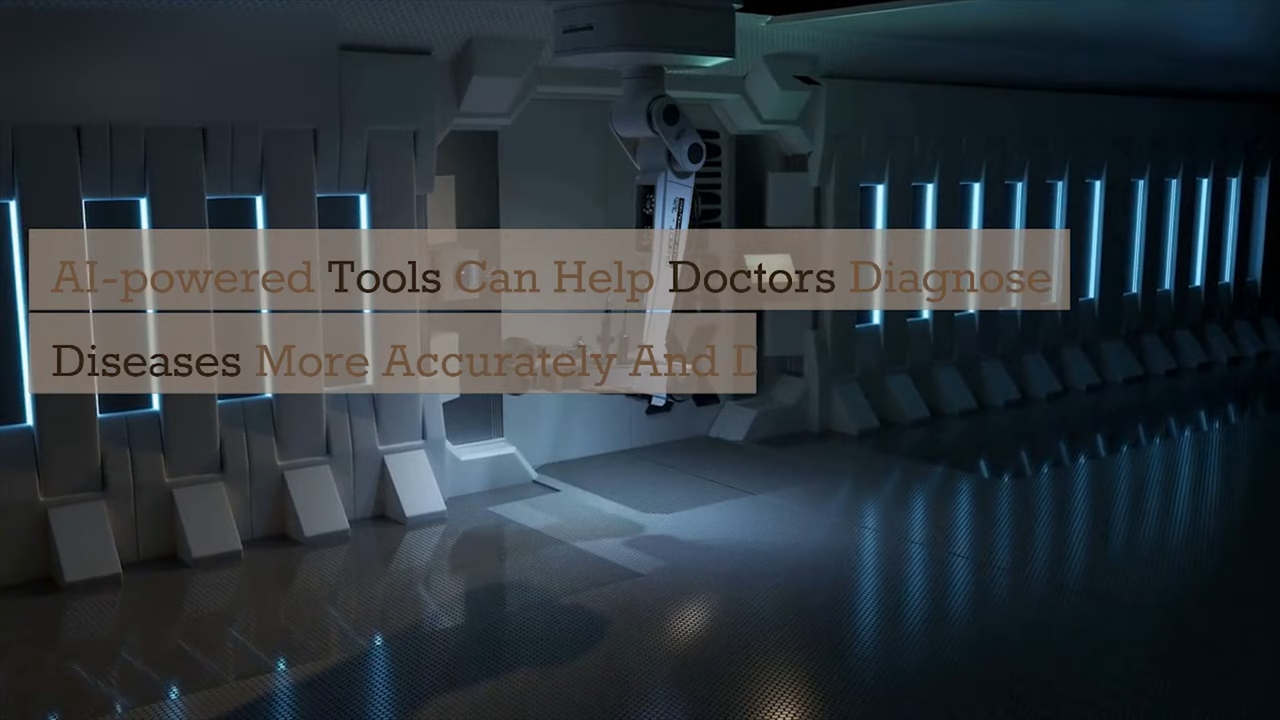 AI-powered Tools Can Help Doctors Diagnose
Diseases More Accurately And